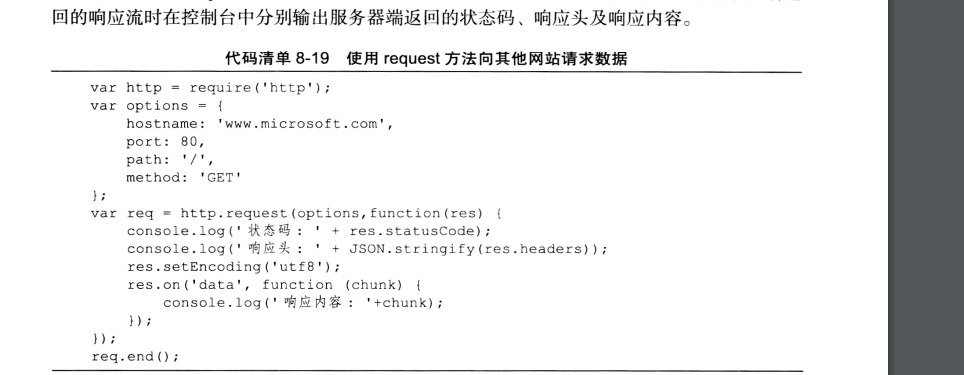 回的响应流时在控制台中分别输出服务器端返回的状态码、响应头及响应内容。
代码清单 8-19 使用 request 方法向其他网站请求数据
var http = require('http');
var options = {
    hostname: 'www.microsoft.com',
    port: 80,
    path: '/',
    method: 'GET'
};
var req = http.request(options,function(res) {
    console.log('状态码：' + res.statusCode);
    console.log('响应头：' + JSON.stringify(res.headers));
    res.setEncoding('utf8');
    res.on('data', function (chunk) {
        console.log('响应内容：'+chunk);
    });
});
req.end();